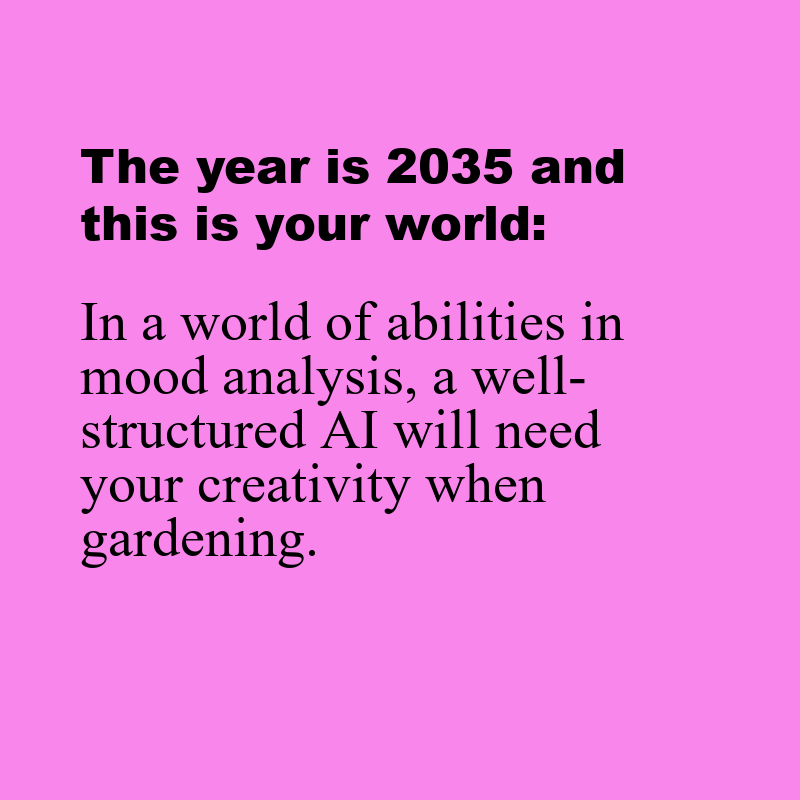 The year is 2035 and
this is your world:
In a world of abilities in
mood analysis, a well-
structured AI will need
your creativity when
gardening.